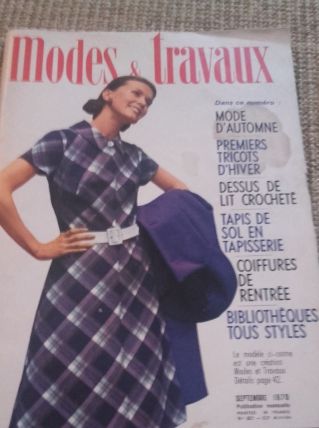 modes & travaux
Dans ce numéro :
MODE
D'AUTOMNE
PREMIERS
TRICOTS
D'HIVER
DESSUS DE
LIT CROCHETÉ
TAPIS DE
SOL EN
TAPISSERIE
COIFFURES
DE
RENTRÉE
BIBLIOTHÈQUES
TOUS STYLES
Le modèle ci-contre
est une création
Modes et Travaux
Détails page 42.
SEPTEMBRE 1970
Publication mensuelle